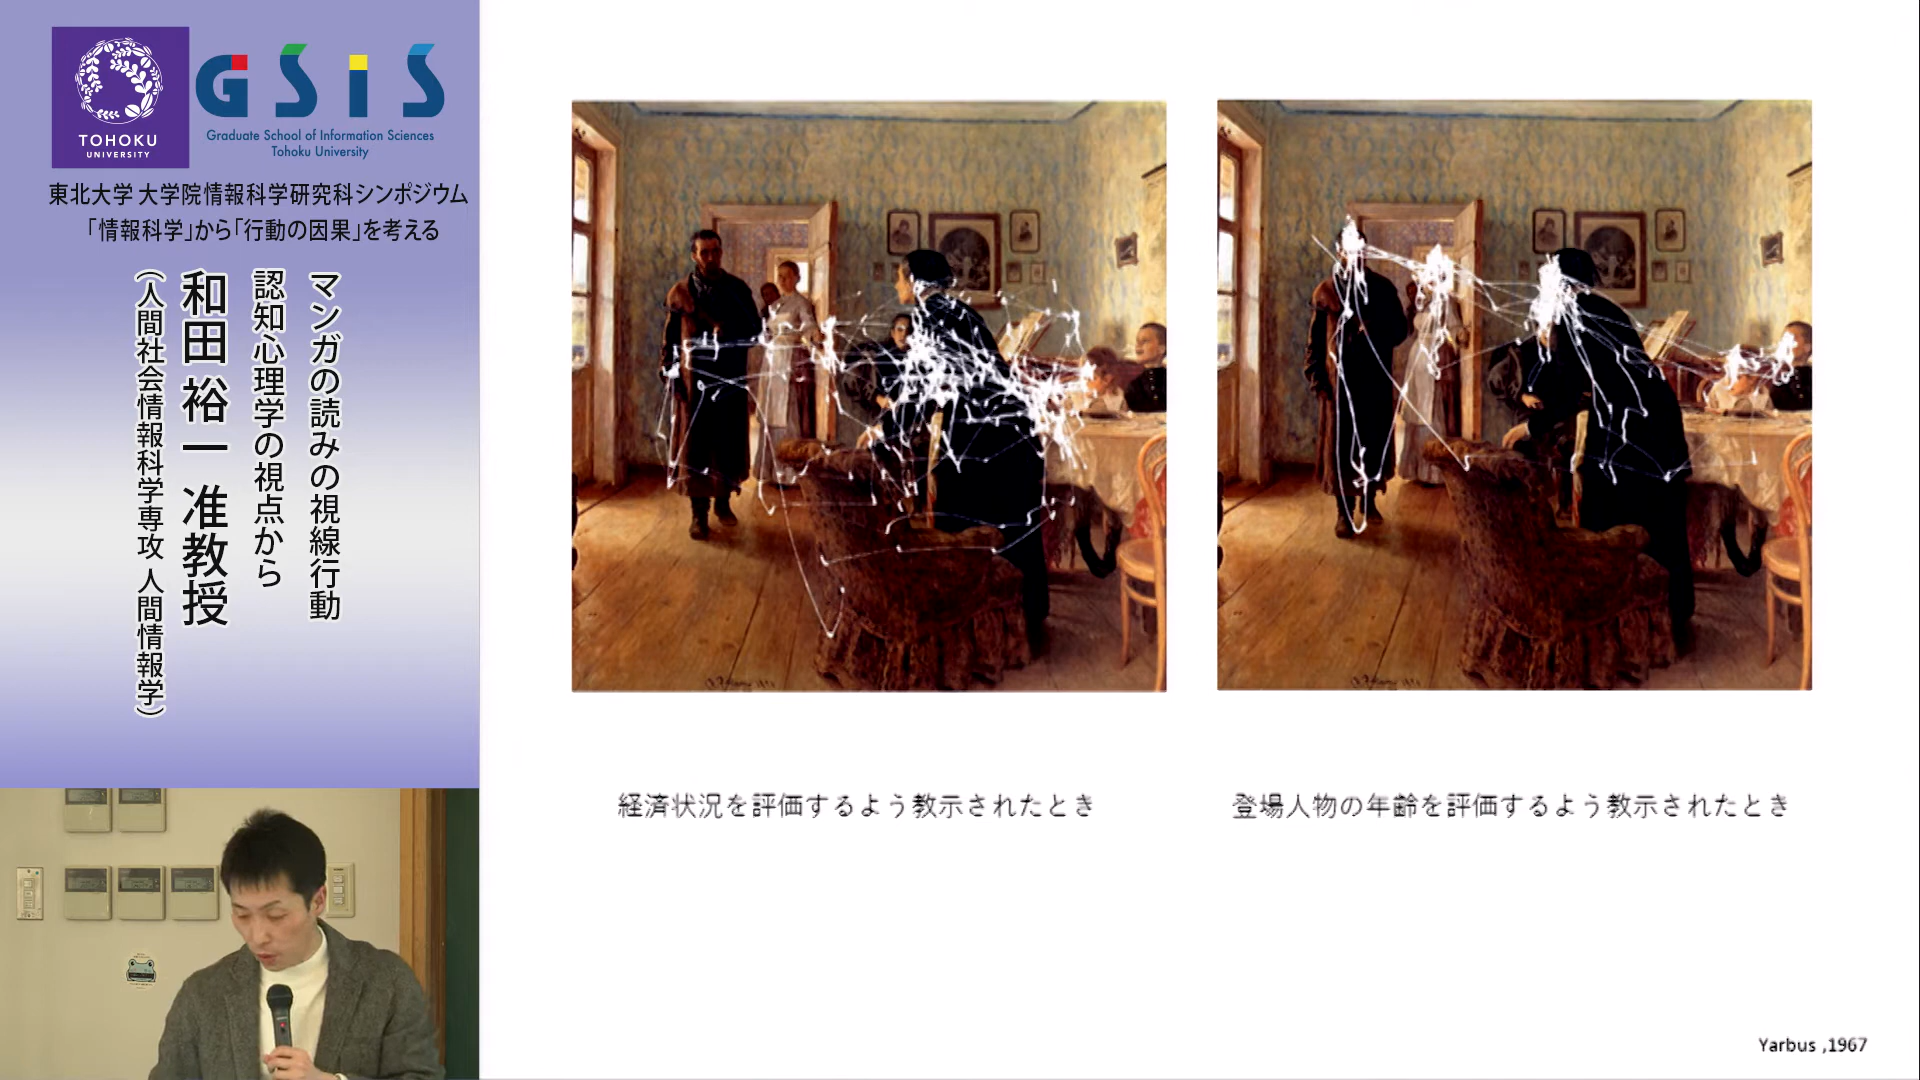 TOHOKU
UNIVERSITY
GSiS
Graduate School of Information Sciences
Tohoku University
東北大学 大学院情報科学研究科シンポジウム
「情報科学」から「行動の因果」を考える
マンガの読みの視線行動
認知心理学の視点から
和田 裕一 准教授
（人間社会情報科学専攻 人間情報学）
経済状況を評価するよう教示されたとき
登場人物の年齢を評価するよう教示されたとき
Yarbus ,1967